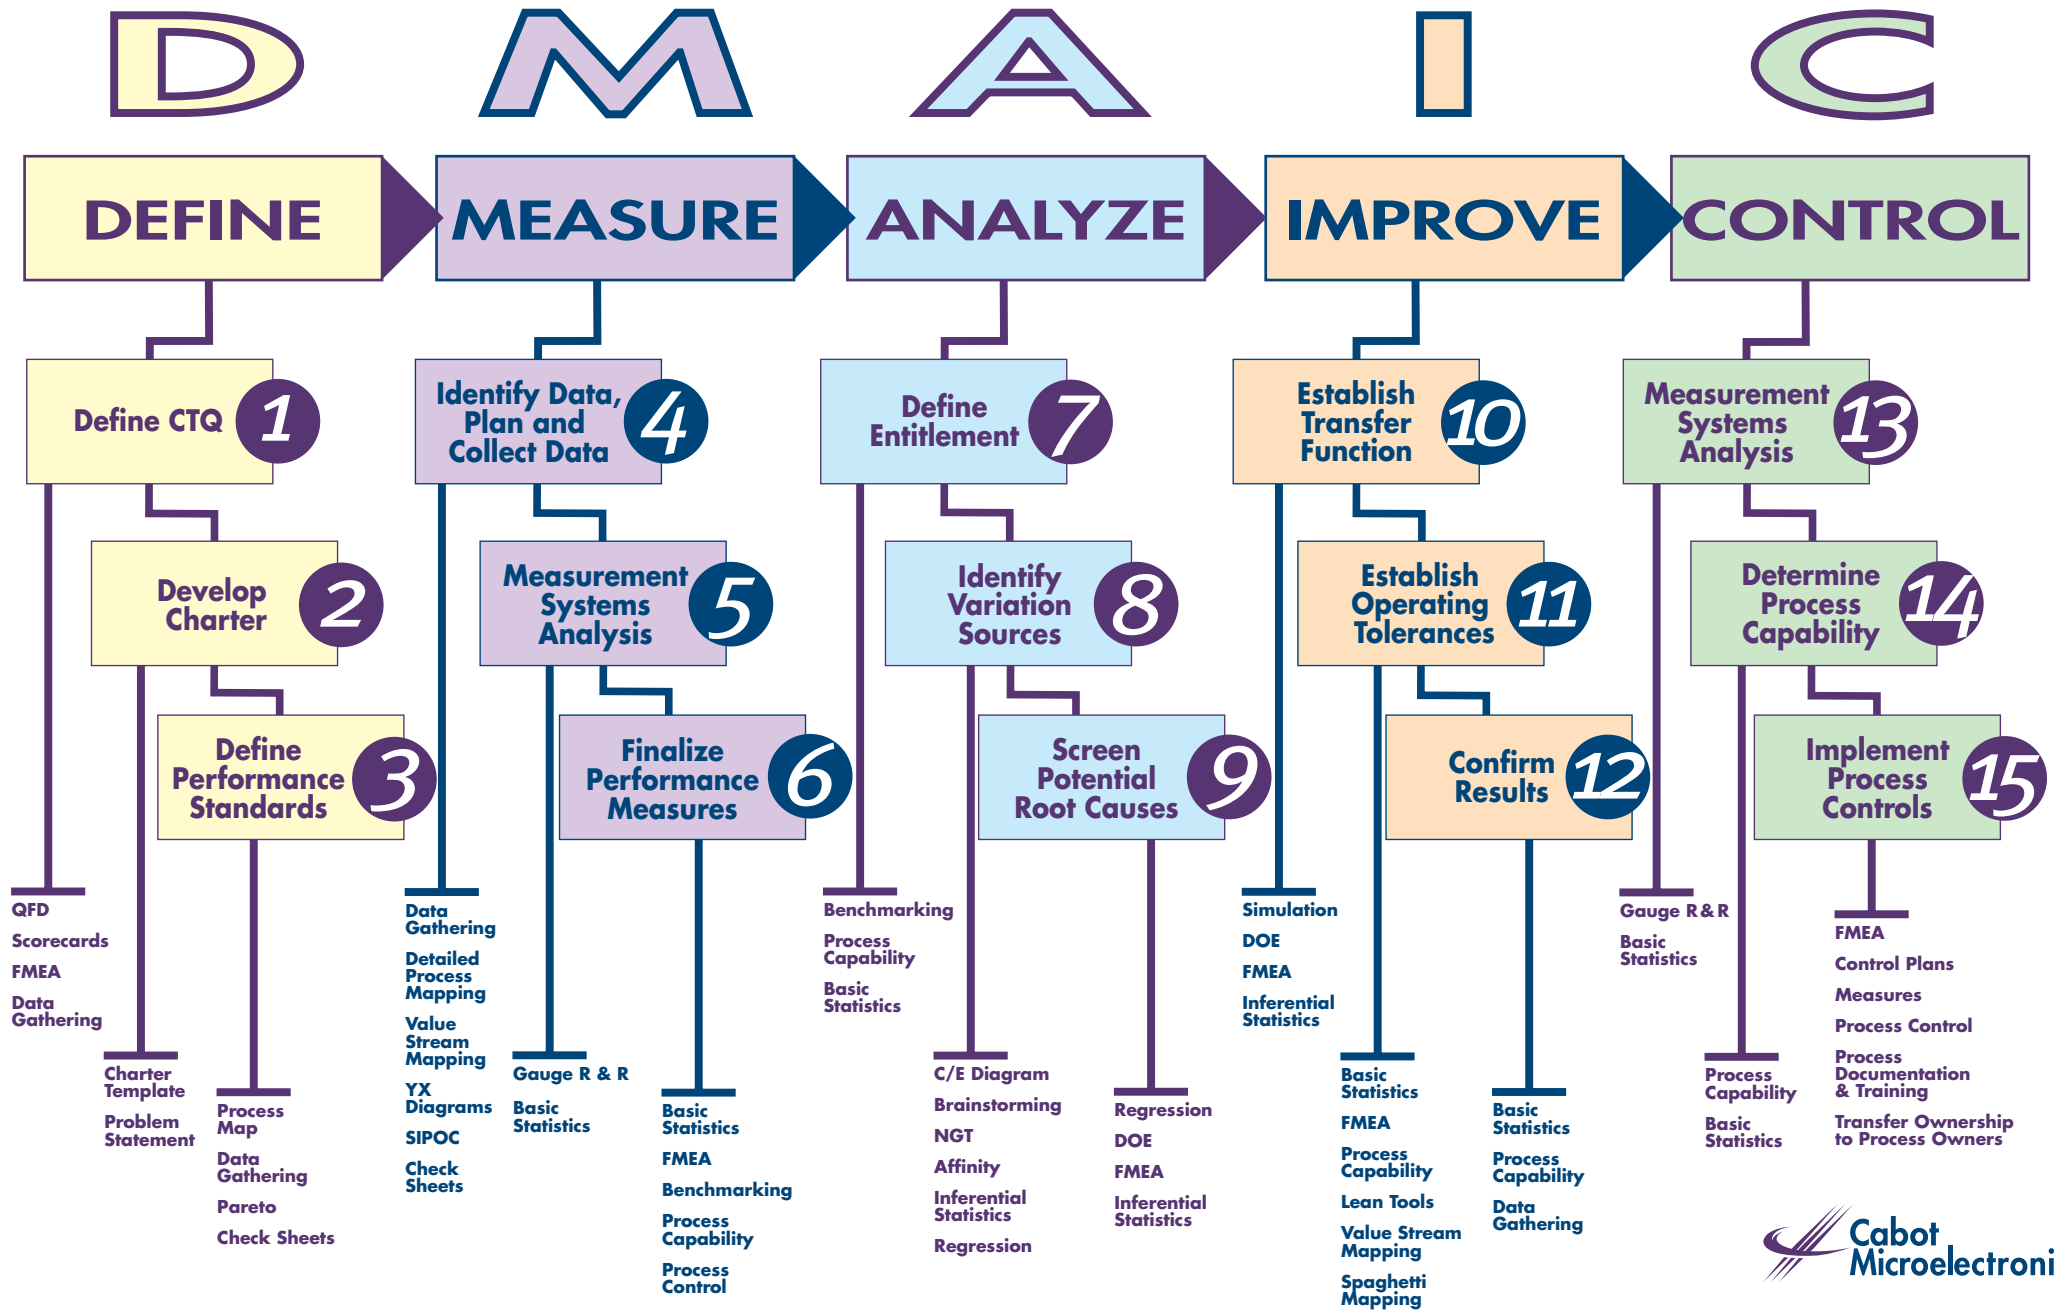 D M A I C
DEFINE
MEASURE
ANALYZE
IMPROVE
CONTROL
Define CTQ
1
Develop
Charter
2
Define
Performance
Standards
3
QFD
Scorecards
FMEA
Data
Gathering
Charter
Template
Problem
Statement
Process
Map
Data
Gathering
Pareto
Check Sheets
Identify Data,
Plan and
Collect Data
4
Measurement
Systems
Analysis
5
Finalize
Performance
Measures
6
Data
Gathering
Detailed
Process
Mapping
Value
Stream
Mapping
YX
Diagrams
SIPOC
Check
Sheets
Gauge R & R
Basic
Statistics
Basic
Statistics
FMEA
Benchmarking
Process
Capability
Process
Control
Define
Entitlement
7
Identify
Variation
Sources
8
Screen
Potential
Root Causes
9
Benchmarking
Process
Capability
Basic
Statistics
C/E Diagram
Brainstorming
NGT
Affinity
Inferential
Statistics
Regression
Regression
DOE
FMEA
Inferential
Statistics
Establish
Transfer
Function
10
Establish
Operating
Tolerances
11
Confirm
Results
12
Simulation
DOE
FMEA
Inferential
Statistics
Basic
Statistics
FMEA
Process
Capability
Lean Tools
Value Stream
Mapping
Spaghetti
Mapping
Basic
Statistics
Process
Capability
Data
Gathering
Measurement
Systems
Analysis
13
Determine
Process
Capability
14
Implement
Process
Controls
15
Gauge R & R
Basic
Statistics
Process
Capability
Basic
Statistics
FMEA
Control Plans
Measures
Process Control
Process
Documentation
& Training
Transfer Ownership
to Process Owners
Cabot
Microelectroni